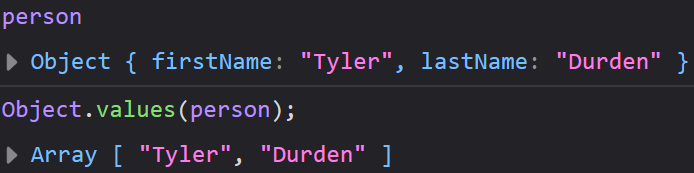 person
Object { firstName: "Tyler", lastName: "Durden" }
Object.values(person);
Array [ "Tyler", "Durden" ]